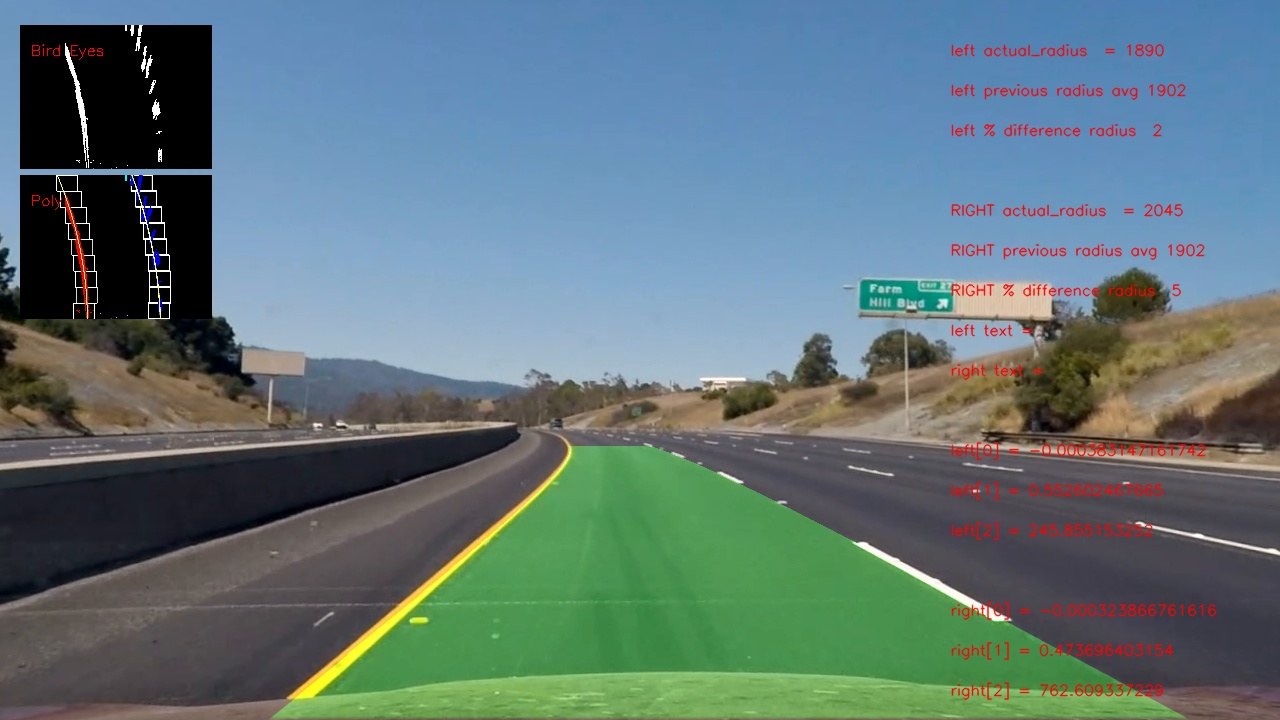 Bird Eyes
Poly
left actual_radius = 1890
left previous radius avg 1902
left % difference radius 2
RIGHT actual_radius = 2045
RIGHT previous radius avg 1902
EXIT 27
Farm
Hill Blvd
RIGHT % difference radius 5
left text =
right text =
left[0] = -0.000383147161742
left[1] = 0.552602467665
left[2] = 245.855153252
right[0] = -0.000323866761616
right[1] = 0.473696403154
right[2] = 762.609337229